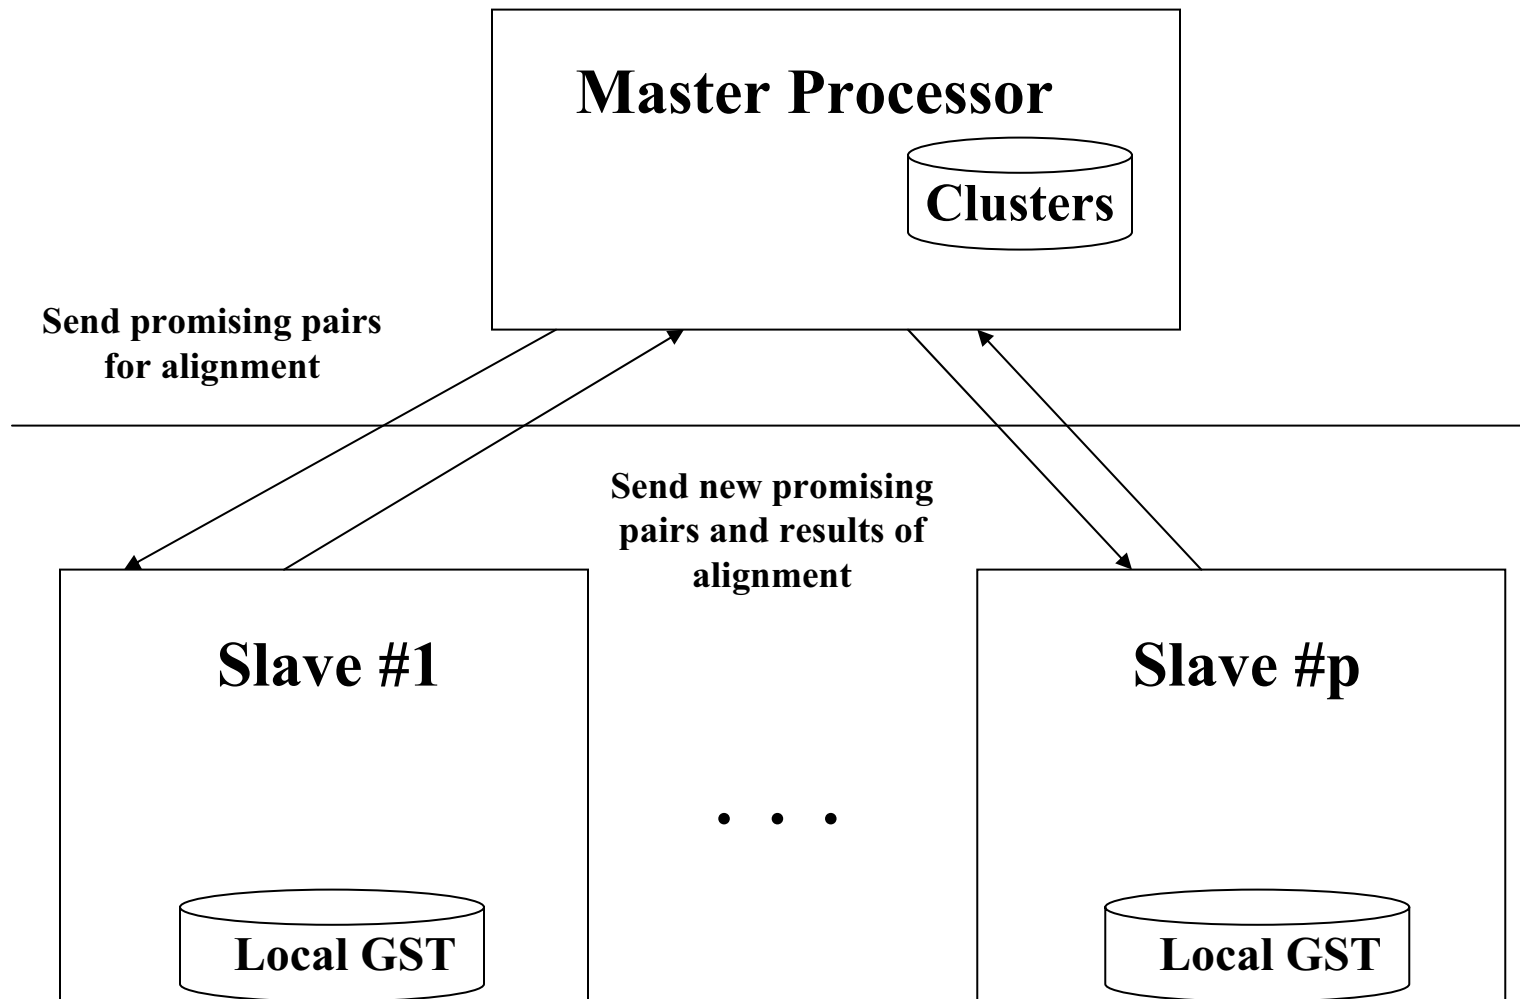 Master Processor
Clusters
Send promising pairs
for alignment
Send new promising
pairs and results of
alignment
Slave #1
Slave #p
. . .
Local GST
Local GST